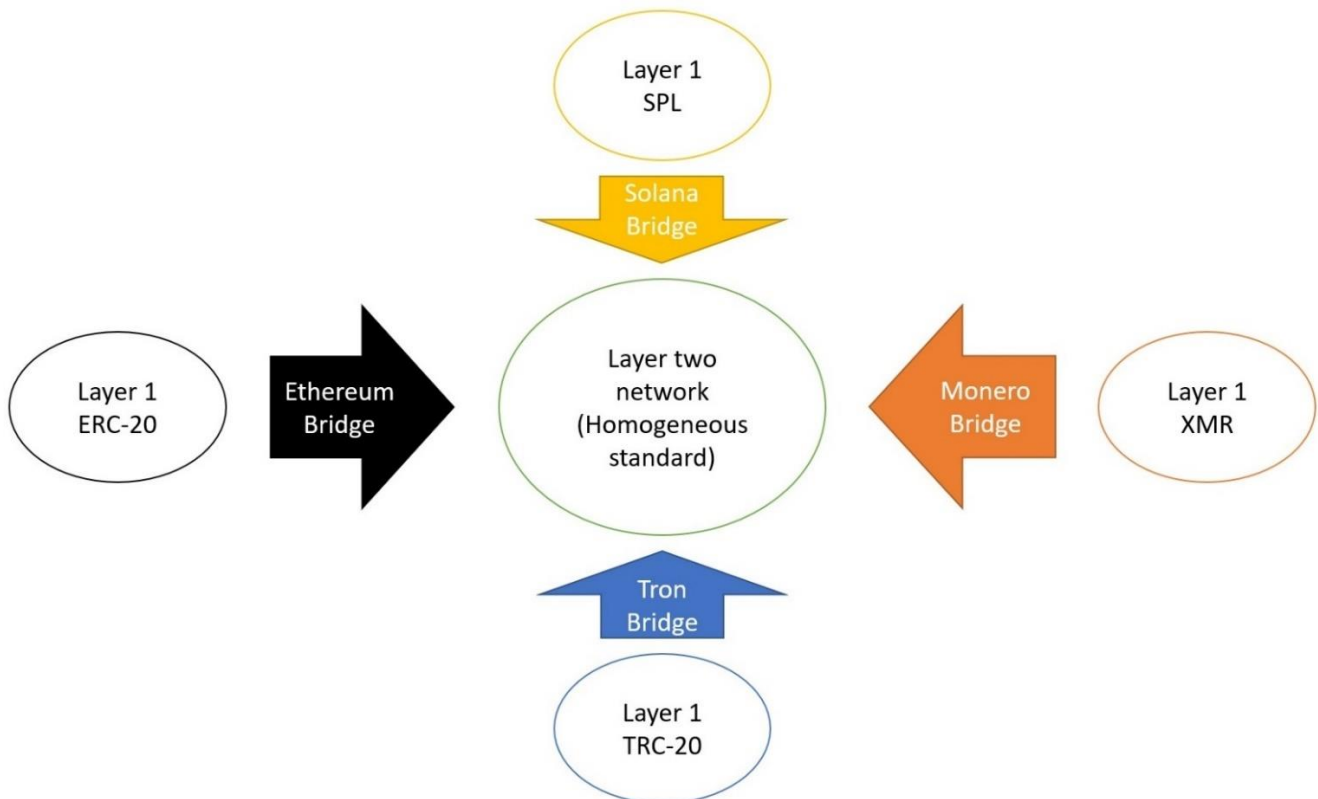 Layer 1
SPL
Solana
Bridge
Layer 1
ERC-20
Ethereum
Bridge
Layer two
network
(Homogeneous
standard)
Monero
Bridge
Layer 1
XMR
Tron
Bridge
Layer 1
TRC-20